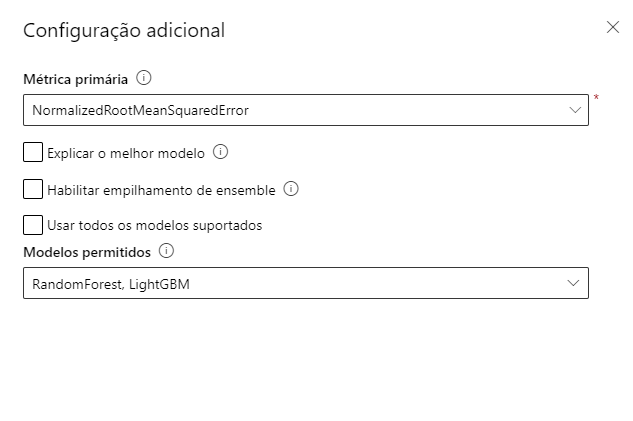 Configuração adicional
Métrica primária
NormalizedRootMeanSquaredError
*
Explicar o melhor modelo
Habilitar empilhamento de ensemble
Usar todos os modelos suportados
Modelos permitidos
RandomForest, LightGBM